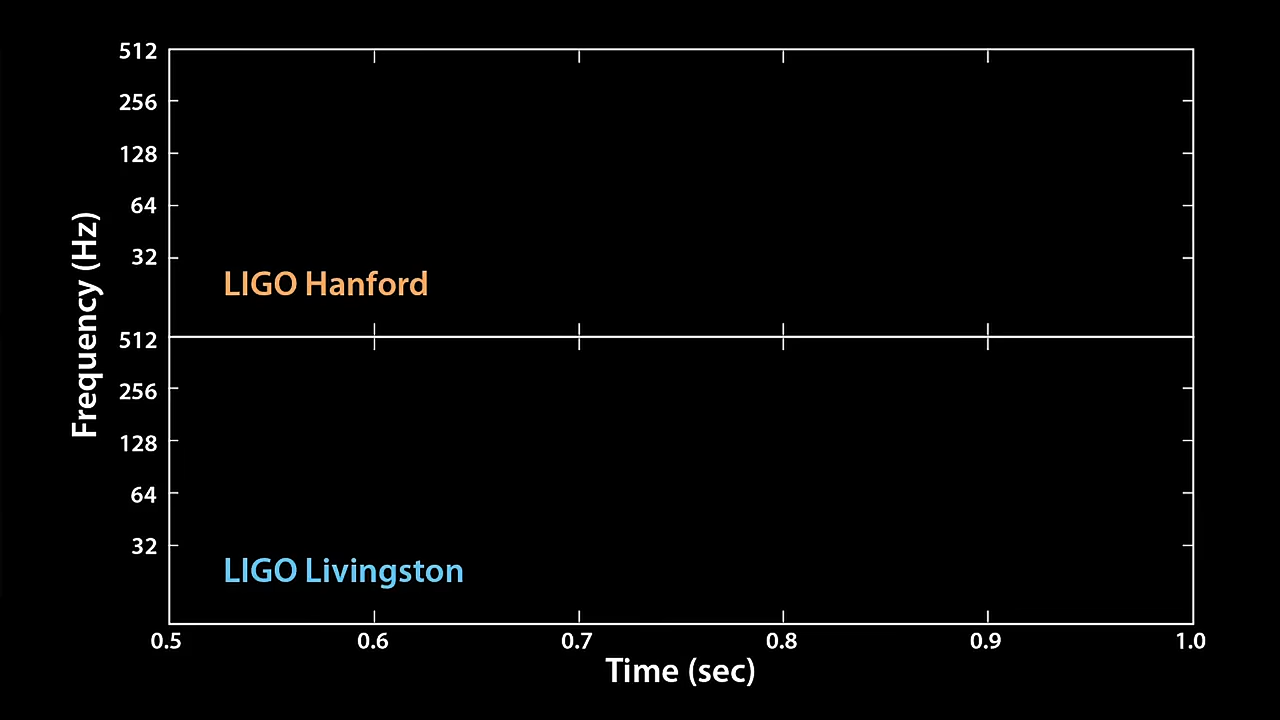 512
256
128
64
32
LIGO Hanford
Frequency (Hz)
512
256
128
64
32
LIGO Livingston
0.5 0.6 0.7 0.8 0.9 1.0
Time (sec)